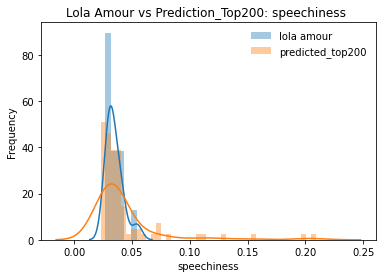 Lola Amour vs Prediction_Top200: speechiness
lola amour
predicted_top200
Frequency
80
60
40
20
0
0.00
0.05
0.10
0.15
0.20
0.25
speechiness